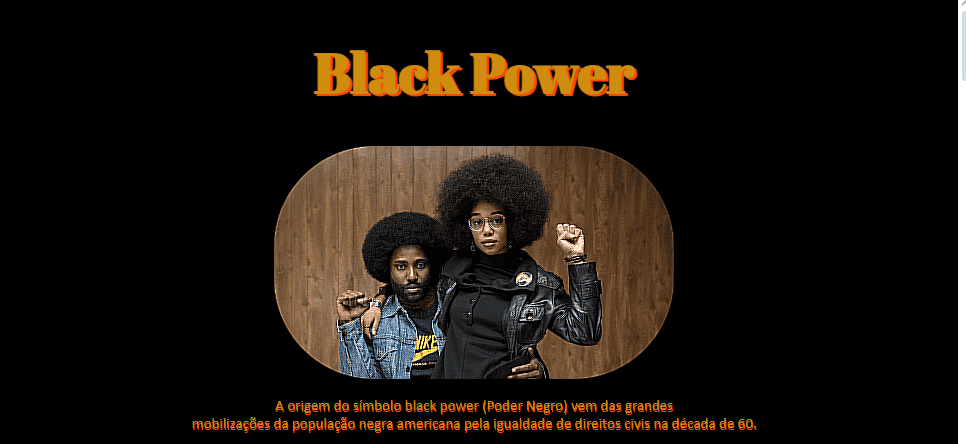 Black Power
NIKE
A origem do símbolo black power (Poder Negro) vem das grandes
mobilizações da população negra americana pela igualdade de direitos civis na década de 60.